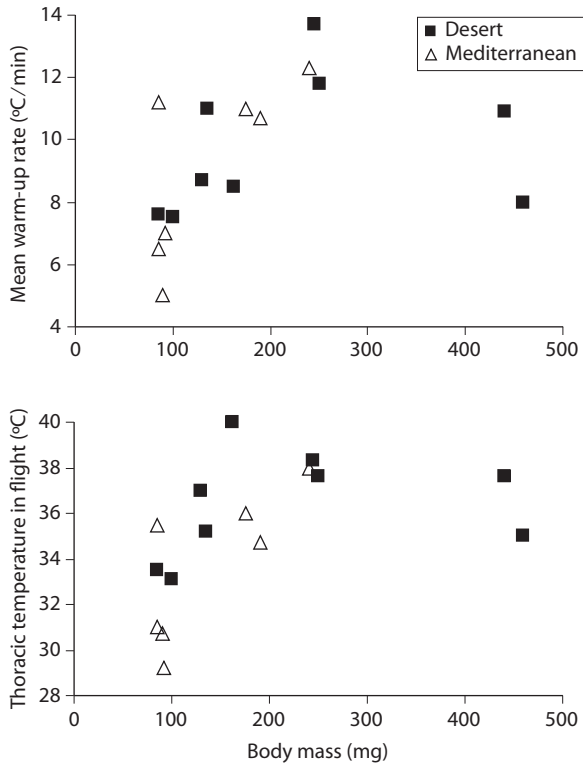 14
Desert
Mediterranean
12
10
8
6
4
0 100 200 300 400 500
Mean warm-up rate (ºC/min)
40
38
36
34
32
30
28
0 100 200 300 400 500
Thoracic temperature in flight (ºC)
Body mass (mg)